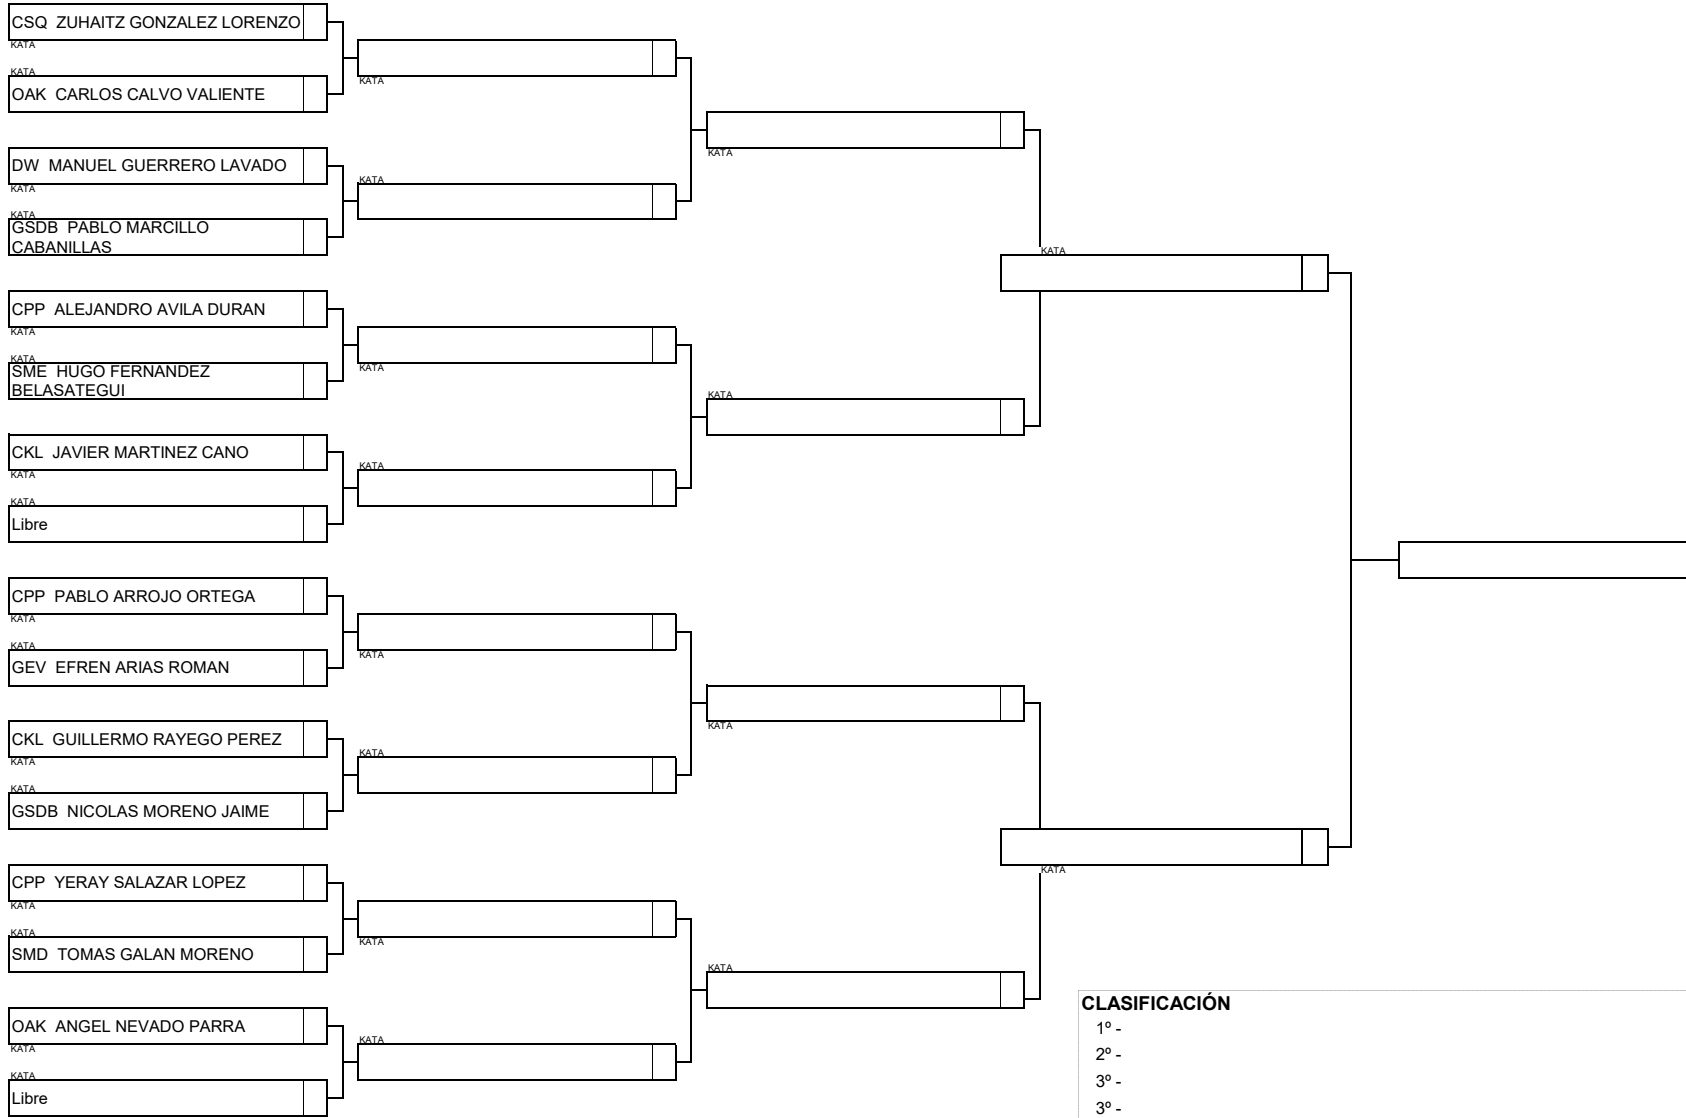 CSQ ZUHAITZ GONZALEZ LORENZO
KATA
KATA
OAK CARLOS CALVO VALIENTE
DW MANUEL GUERRERO LAVADO
KATA
KATA
GSDB PABLO MARCILLO
CABANILLAS
CPP ALEJANDRO AVILA DURAN
KATA
KATA
SME HUGO FERNANDEZ
BELASATEGUI
CKL JAVIER MARTINEZ CANO
KATA
KATA
Libre
CPP PABLO ARROJO ORTEGA
KATA
KATA
GEV EFREN ARIAS ROMAN
CKL GUILLERMO RAYEGO PEREZ
KATA
KATA
GSDB NICOLAS MORENO JAIME
CPP YERAY SALAZAR LOPEZ
KATA
KATA
SMD TOMAS GALAN MORENO
OAK ANGEL NEVADO PARRA
KATA
KATA
Libre
KATA
KATA
KATA
KATA
KATA
KATA
KATA
KATA
KATA
KATA
KATA
KATA
KATA
KATA
CLASIFICACIÓN
1º -
2º -
3º -
3º -